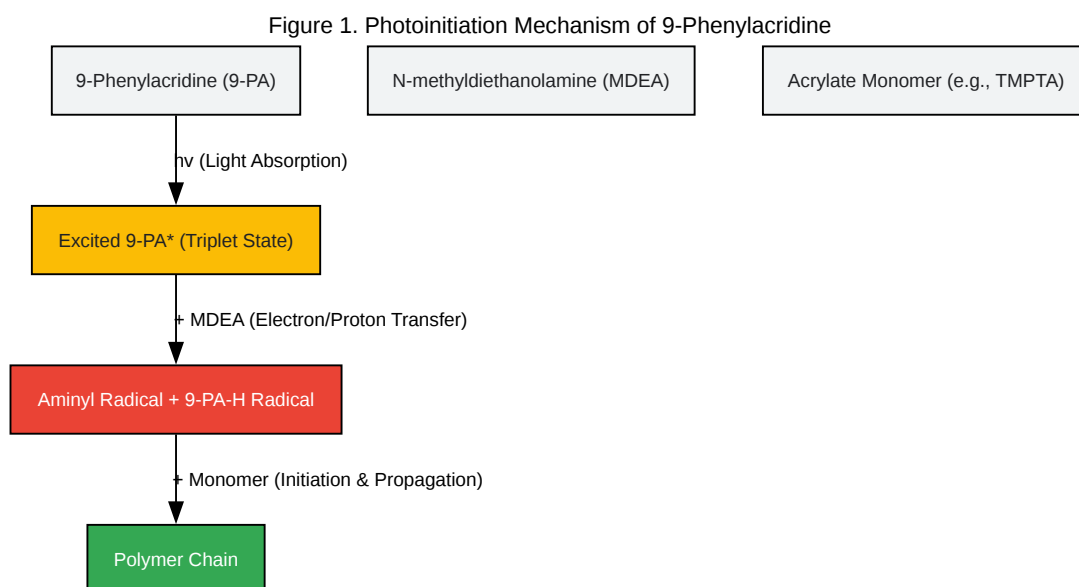 Figure 1. Photoinitiation Mechanism of 9-Phenylacridine
9-Phenylacridine (9-PA)
N-methyldiethanolamine (MDEA)
Acrylate Monomer (e.g., TMPTA)
hv (Light Absorption)
Excited 9-PA* (Triplet State)
+ MDEA (Electron/Proton Transfer)
Aminyl Radical + 9-PA-H Radical
+ Monomer (Initiation & Propagation)
Polymer Chain